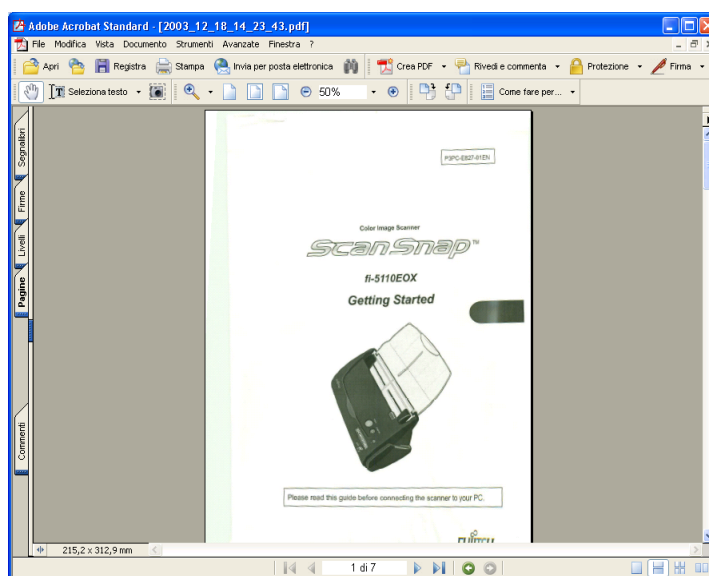 Adobe Acrobat Standard - [2003_12_18_14_23_43.pdf]
File Modifica Vista Documento Strumenti Avanzate Finestra ?
Apri Registra Stampa Invia per posta elettronica Crea PDF Rivedi e commenta Protezione Firma
Seleziona testo 50% Come fare per...
Segnalibri
Firme
Livelli
Pagine
Commenti
P3PC-E827-01EN
Color Image Scanner
ScanSnap™
fi-5110EOX
Getting Started
Please read this guide before connecting the scanner to your PC.
FUJITSU
215,2 x 312,9 mm
1 di 7